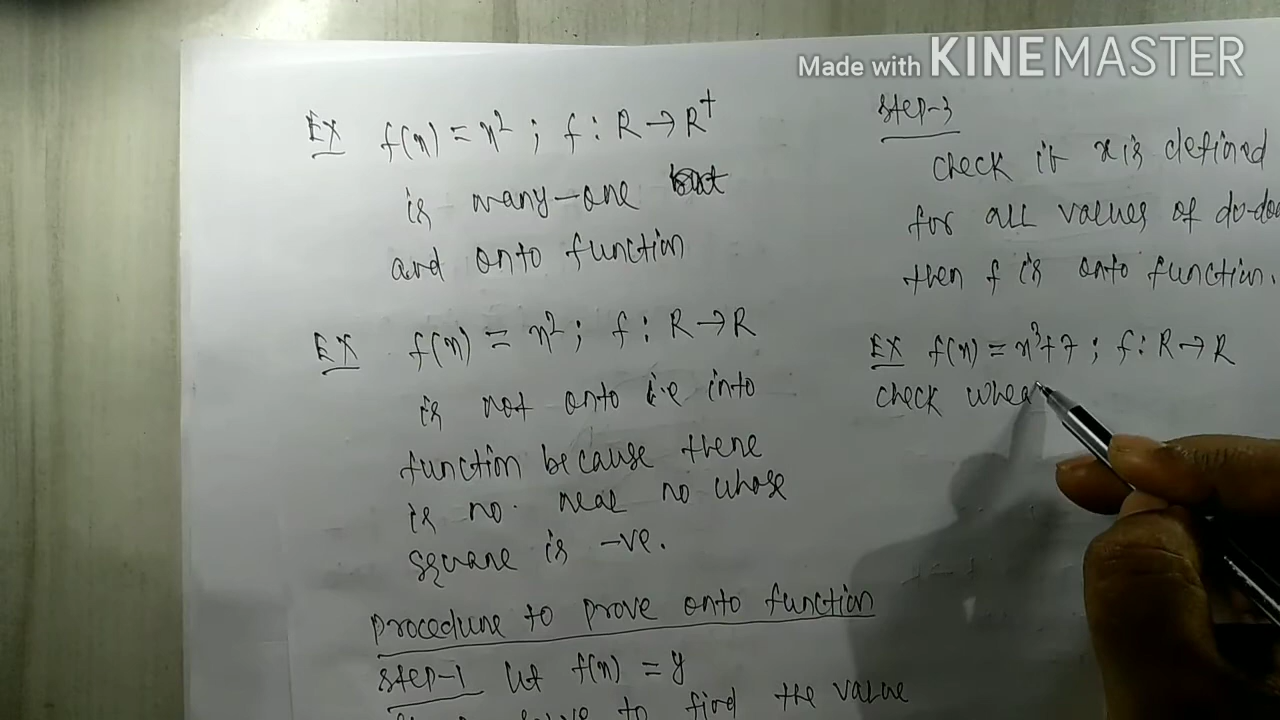 Made with KINEMASTER
Ex f(x) = x² ; f : R → R⁺
is many-one
and onto function
Ex f(x) = x² ; f : R → R
is not onto i.e into
function because there
is no real no whose
square is -ve.
Procedure to prove onto function
Step-1 Let f(x) = y
to find the value
Step-3
Check if x is defined
for all values of
then f is onto function.
Ex f(x) = x³+7 ; f : R → R
check whea